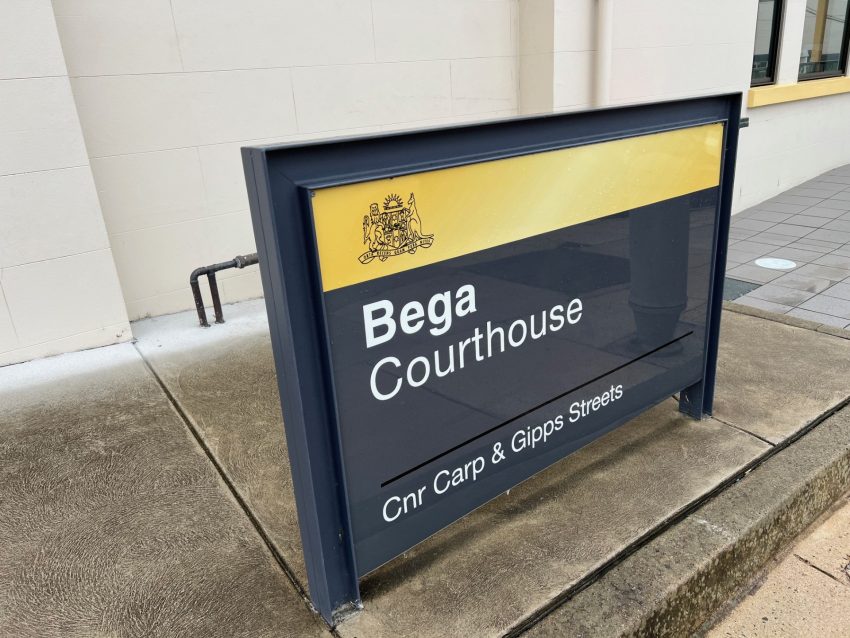 Bega
Courthouse
Cnr Carp & Gipps Streets